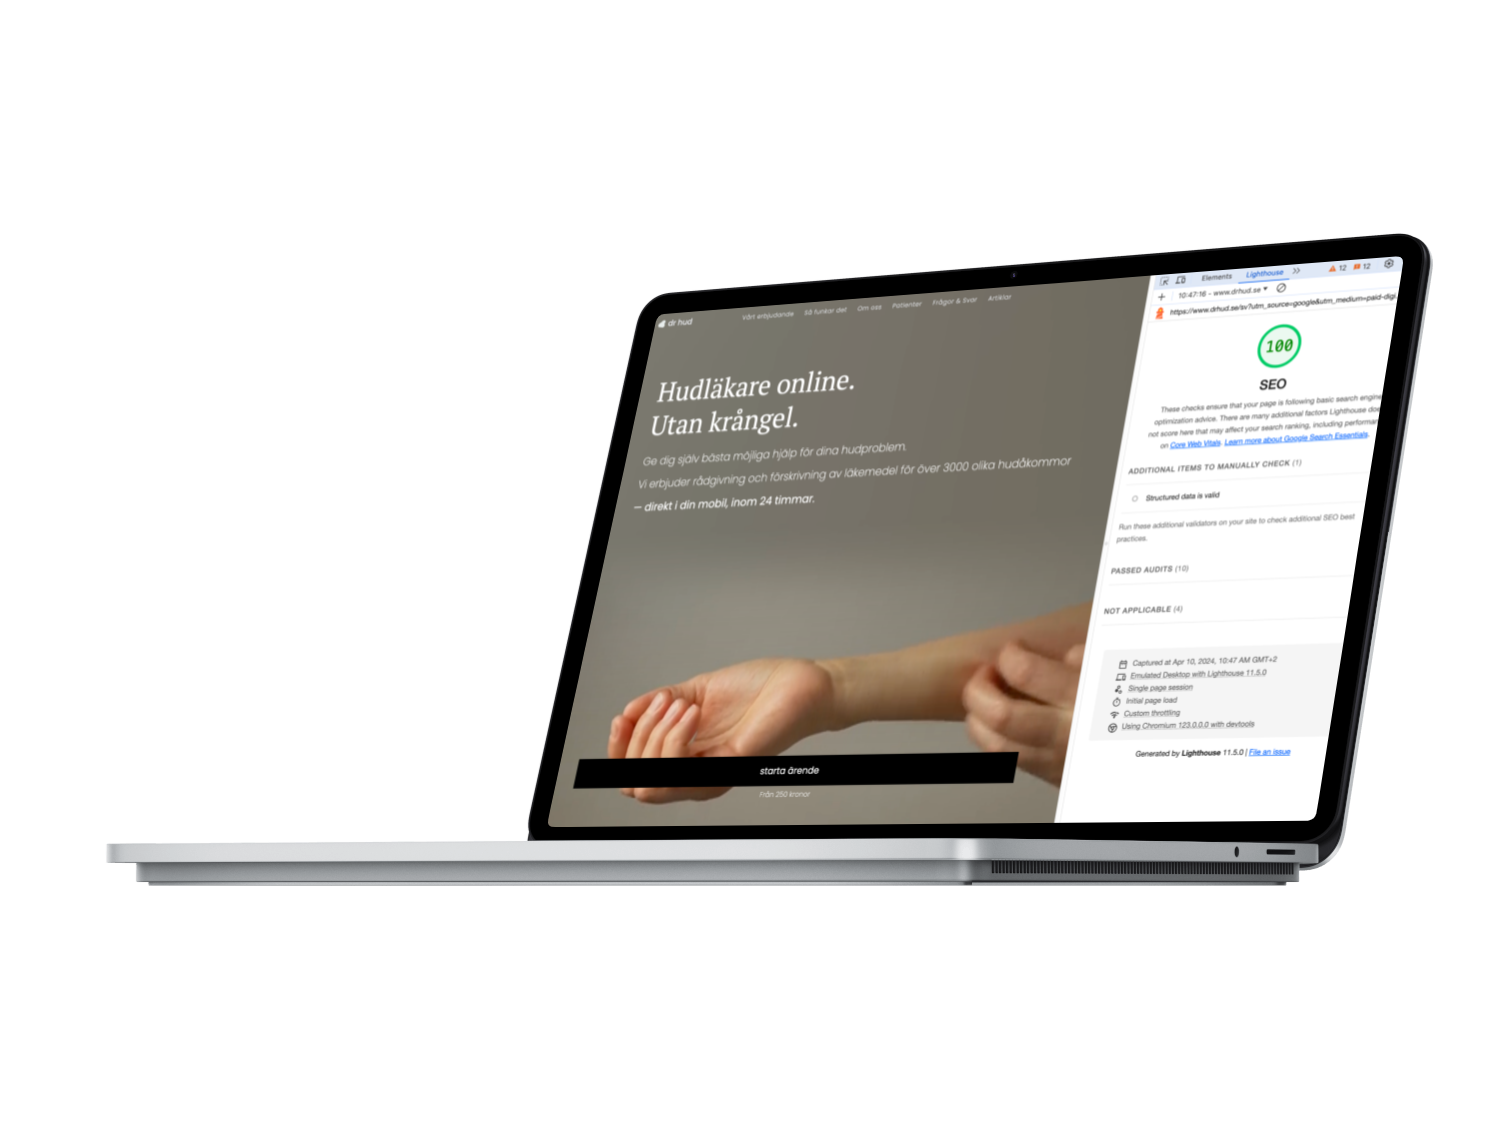 dr hud
Vårt erbjudande Så funkar det Om oss Patienter Frågor & Svar Artiklar
Hudläkare online.
Utan krångel.
Ge dig själv bästa möjliga hjälp för dina hudproblem.
Vi erbjuder rådgivning och förskrivning av läkemedel för över 3000 olika hudåkommor
— direkt i din mobil, inom 24 timmar.
starta ärende
Från 250 kronor
Elements Lighthouse 12 12
10:47:16 - www.drhud.se
https://www.drhud.se/sv?utm_source=google&utm_medium=paid-digi
100
SEO
These checks ensure that your page is following basic search engine
optimization advice. There are many additional factors Lighthouse doe
not score here that may affect your search ranking, including performan
on Core Web Vitals. Learn more about Google Search Essentials.
ADDITIONAL ITEMS TO MANUALLY CHECK (1)
Structured data is valid
Run these additional validators on your site to check additional SEO best
practices.
PASSED AUDITS (10)
NOT APPLICABLE (4)
Captured at Apr 10, 2024, 10:47 AM GMT+2
Emulated Desktop with Lighthouse 11.5.0
Single page session
Initial page load
Custom throttling
Using Chromium 123.0.0.0 with devtools
Generated by Lighthouse 11.5.0 | File an issue